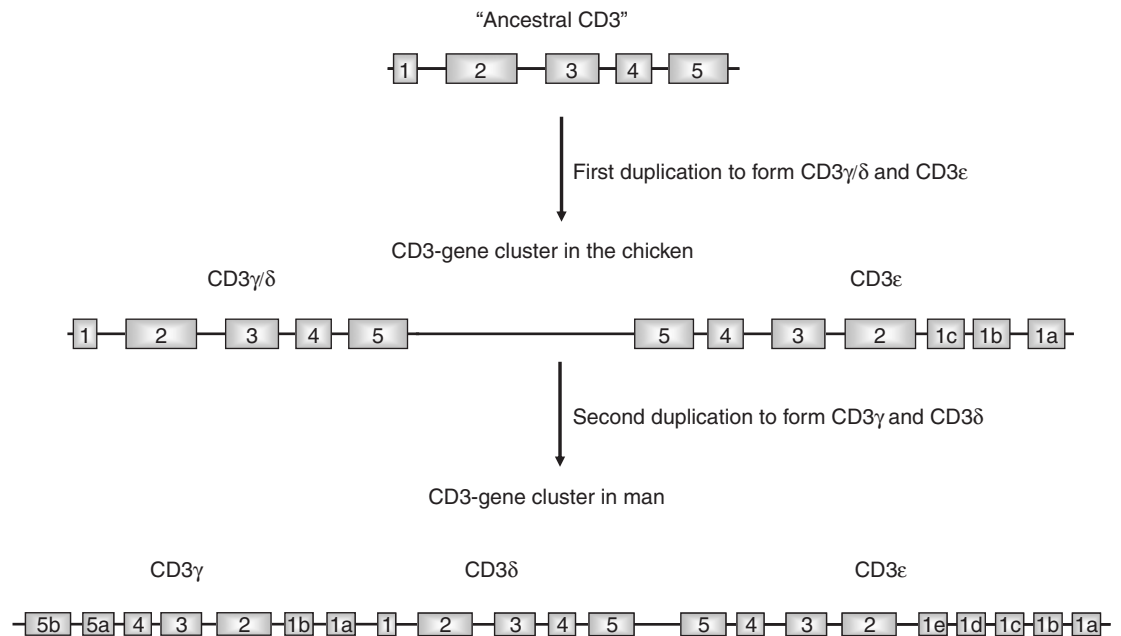 “Ancestral CD3”
1 2 3 4 5
First duplication to form CD3γ/δ and CD3ε
CD3-gene cluster in the chicken
CD3γ/δ CD3ε
1 2 3 4 5 5 4 3 2 1c 1b 1a
Second duplication to form CD3γ and CD3δ
CD3-gene cluster in man
CD3γ CD3δ CD3ε
5b 5a 4 3 2 1b 1a 1 2 3 4 5 5 4 3 2 1e 1d 1c 1b 1a